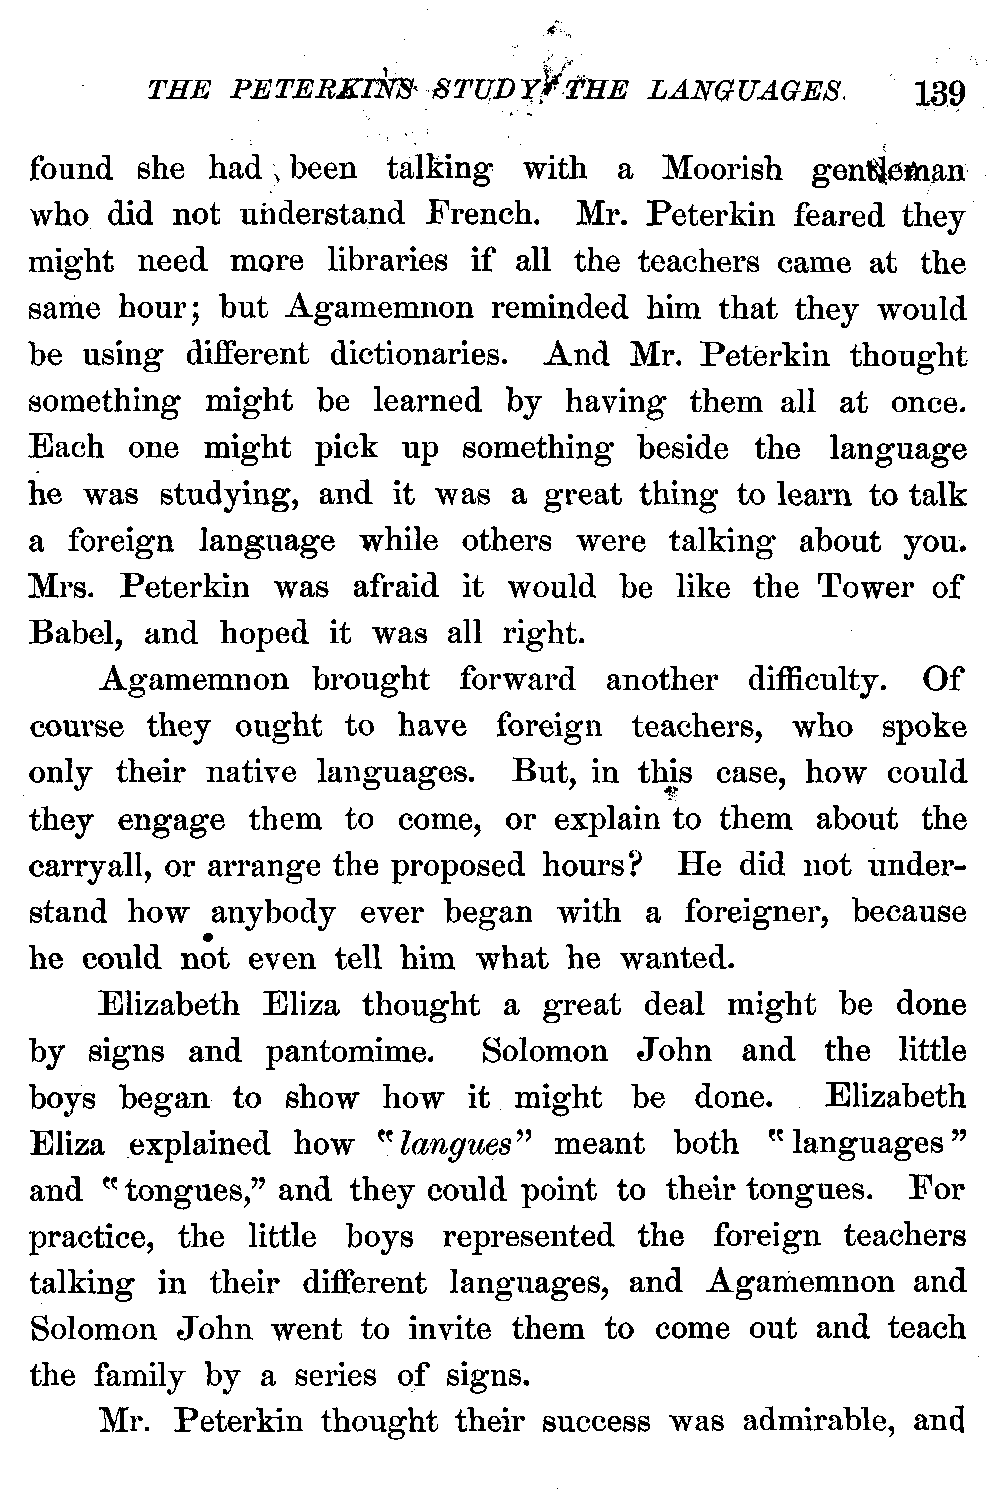 THE PETERKINS STUDY THE LANGUAGES. 139
found she had been talking with a Moorish gentleman
who did not understand French. Mr. Peterkin feared they
might need more libraries if all the teachers came at the
same hour; but Agamemnon reminded him that they would
be using different dictionaries. And Mr. Peterkin thought
something might be learned by having them all at once.
Each one might pick up something beside the language
he was studying, and it was a great thing to learn to talk
a foreign language while others were talking about you.
Mrs. Peterkin was afraid it would be like the Tower of
Babel, and hoped it was all right.
Agamemnon brought forward another difficulty. Of
course they ought to have foreign teachers, who spoke
only their native languages. But, in this case, how could
they engage them to come, or explain to them about the
carryall, or arrange the proposed hours? He did not under-
stand how anybody ever began with a foreigner, because
he could not even tell him what he wanted.
Elizabeth Eliza thought a great deal might be done
by signs and pantomime. Solomon John and the little
boys began to show how it might be done. Elizabeth
Eliza explained how "langues" meant both "languages"
and "tongues," and they could point to their tongues. For
practice, the little boys represented the foreign teachers
talking in their different languages, and Agamemnon and
Solomon John went to invite them to come out and teach
the family by a series of signs.
Mr. Peterkin thought their success was admirable, and